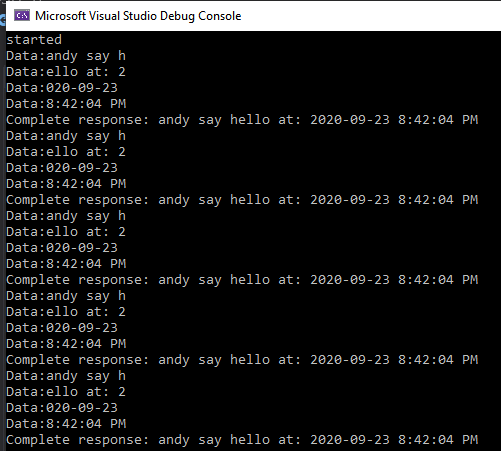 Microsoft Visual Studio Debug Console
started
Data:andy say h
Data:ello at: 2
Data:020-09-23
Data:8:42:04 PM
Complete response: andy say hello at: 2020-09-23 8:42:04 PM
Data:andy say h
Data:ello at: 2
Data:020-09-23
Data:8:42:04 PM
Complete response: andy say hello at: 2020-09-23 8:42:04 PM
Data:andy say h
Data:ello at: 2
Data:020-09-23
Data:8:42:04 PM
Complete response: andy say hello at: 2020-09-23 8:42:04 PM
Data:andy say h
Data:ello at: 2
Data:020-09-23
Data:8:42:04 PM
Complete response: andy say hello at: 2020-09-23 8:42:04 PM
Data:andy say h
Data:ello at: 2
Data:020-09-23
Data:8:42:04 PM
Complete response: andy say hello at: 2020-09-23 8:42:04 PM